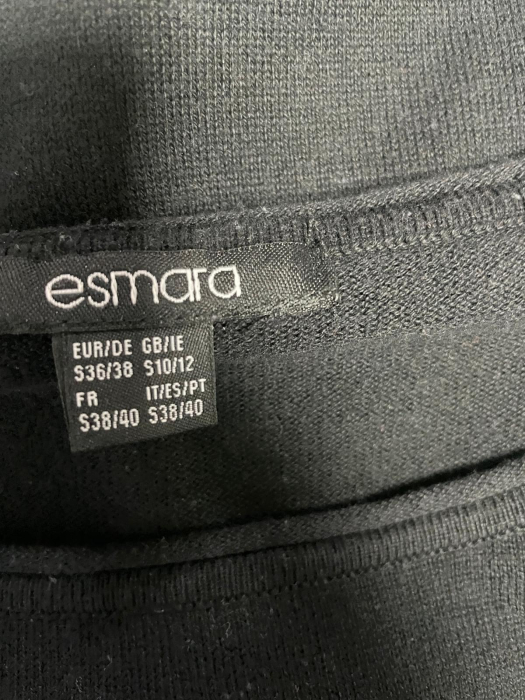 esmara
EUR/DE GB/IE
S36/38 S10/12
FR IT/ES/PT
S38/40 S38/40